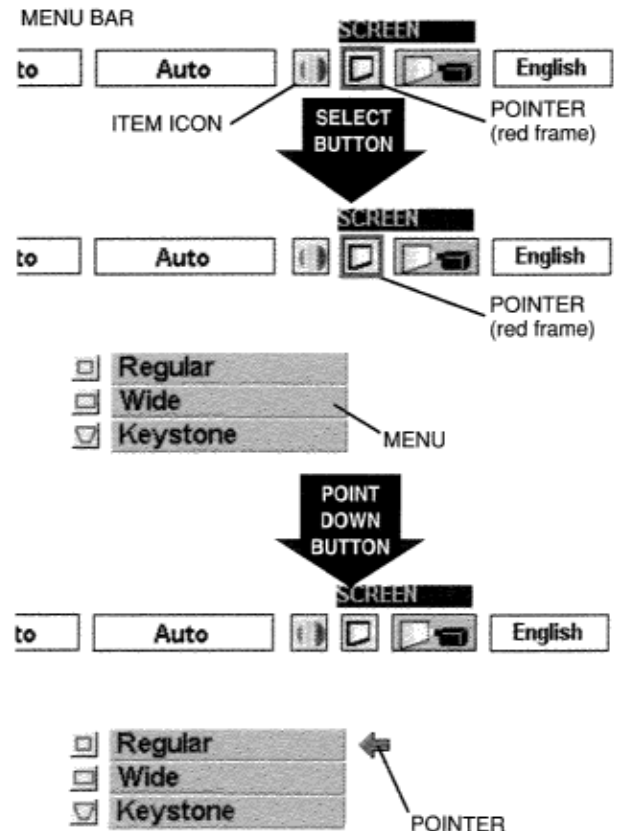 MENU BAR
SCREEN
to Auto English
ITEM ICON
SELECT
BUTTON
POINTER
(red frame)
SCREEN
to Auto English
POINTER
(red frame)
Regular
Wide
Keystone
MENU
POINT
DOWN
BUTTON
SCREEN
to Auto English
Regular
Wide
Keystone
POINTER